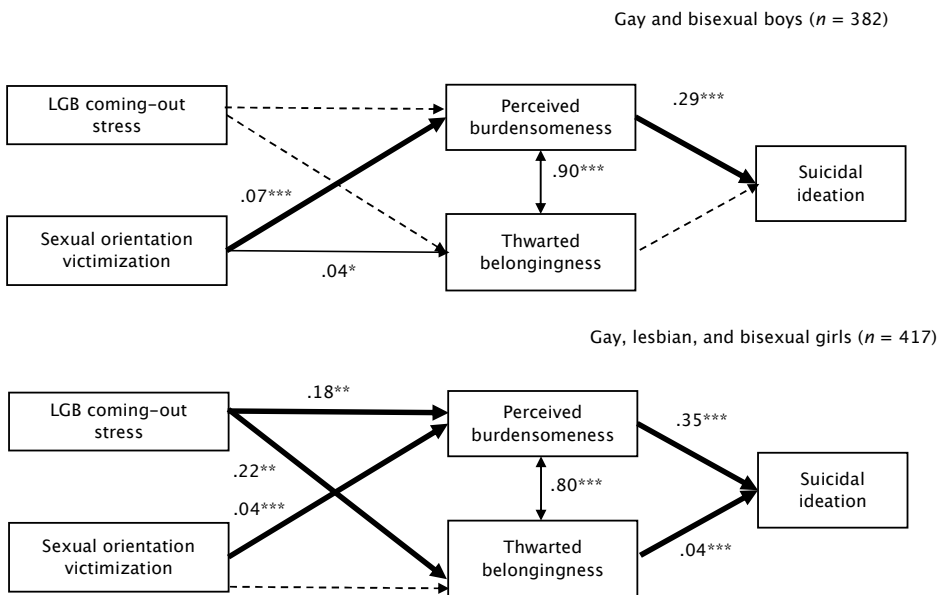 Gay and bisexual boys (n = 382)
LGB coming-out
stress
Perceived
burdensomeness
.29***
Suicidal
ideation
.90***
.07***
Sexual orientation
victimization
Thwarted
belongingness
.04*
Gay, lesbian, and bisexual girls (n = 417)
LGB coming-out
stress
.18**
Perceived
burdensomeness
.35***
.22**
.80***
Suicidal
ideation
.04***
Sexual orientation
victimization
Thwarted
belongingness
.04***